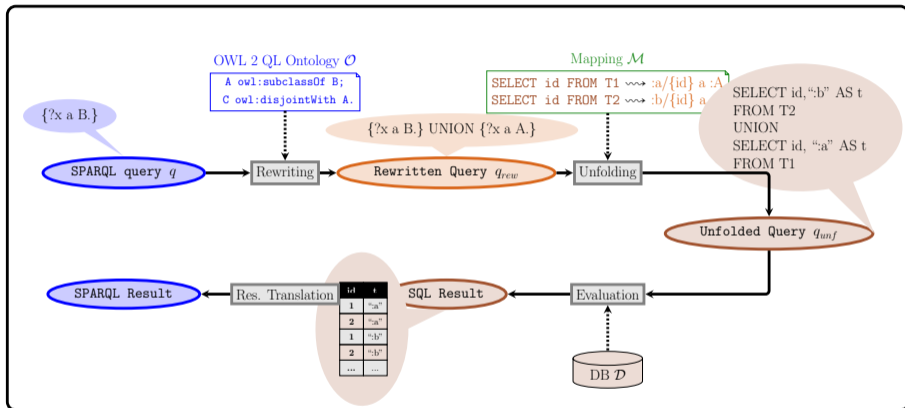 OWL 2 QL Ontology 𝒪
A owl:subclassOf B;
C owl:disjointWith A.
Mapping ℳ
SELECT id FROM T1 ⇝ :a/{id} a :A
SELECT id FROM T2 ⇝ :b/{id} a
{?x a B.}
{?x a B.} UNION {?x a A.}
SELECT id,“:b” AS t
FROM T2
UNION
SELECT id, “:a” AS t
FROM T1
SPARQL query q
Rewriting
Rewritten Query q_rew
Unfolding
Unfolded Query q_unf
SPARQL Result
Res. Translation
id t
1 “:a”
2 “:a”
1 “:b”
2 “:b”
... ...
SQL Result
Evaluation
DB 𝒟